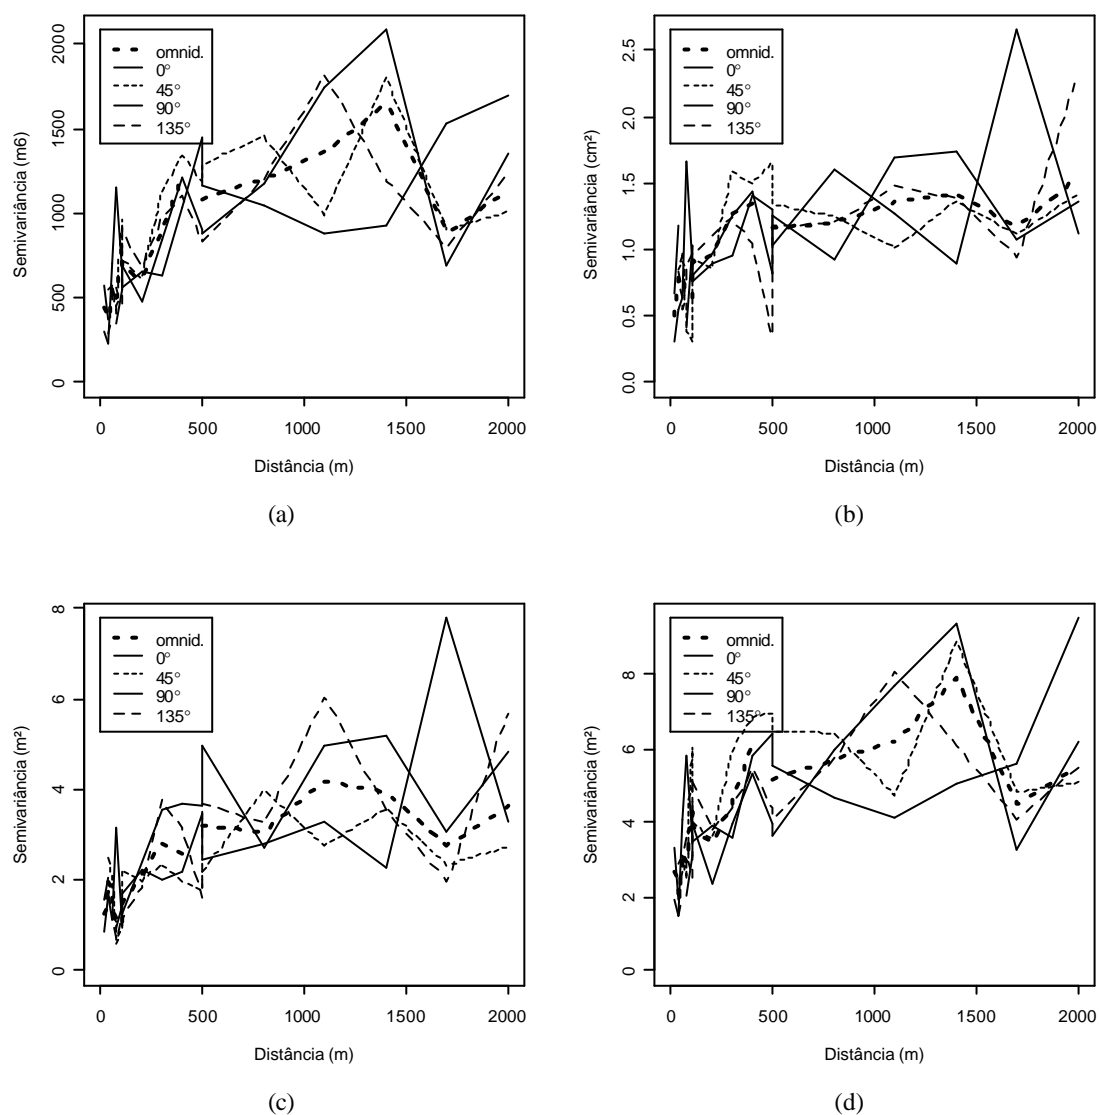 omnid.
0°
45°
90°
135°
Semivariância (m6)
0
500
1000
1500
2000
0 500 1000 1500 2000
Distância (m)
(a)
omnid.
0°
45°
90°
135°
Semivariância (cm²)
0.0
0.5
1.0
1.5
2.0
2.5
0 500 1000 1500 2000
Distância (m)
(b)
omnid.
0°
45°
90°
135°
Semivariância (m²)
0
2
4
6
8
0 500 1000 1500 2000
Distância (m)
(c)
omnid.
0°
45°
90°
135°
Semivariância (m²)
0
2
4
6
8
0 500 1000 1500 2000
Distância (m)
(d)